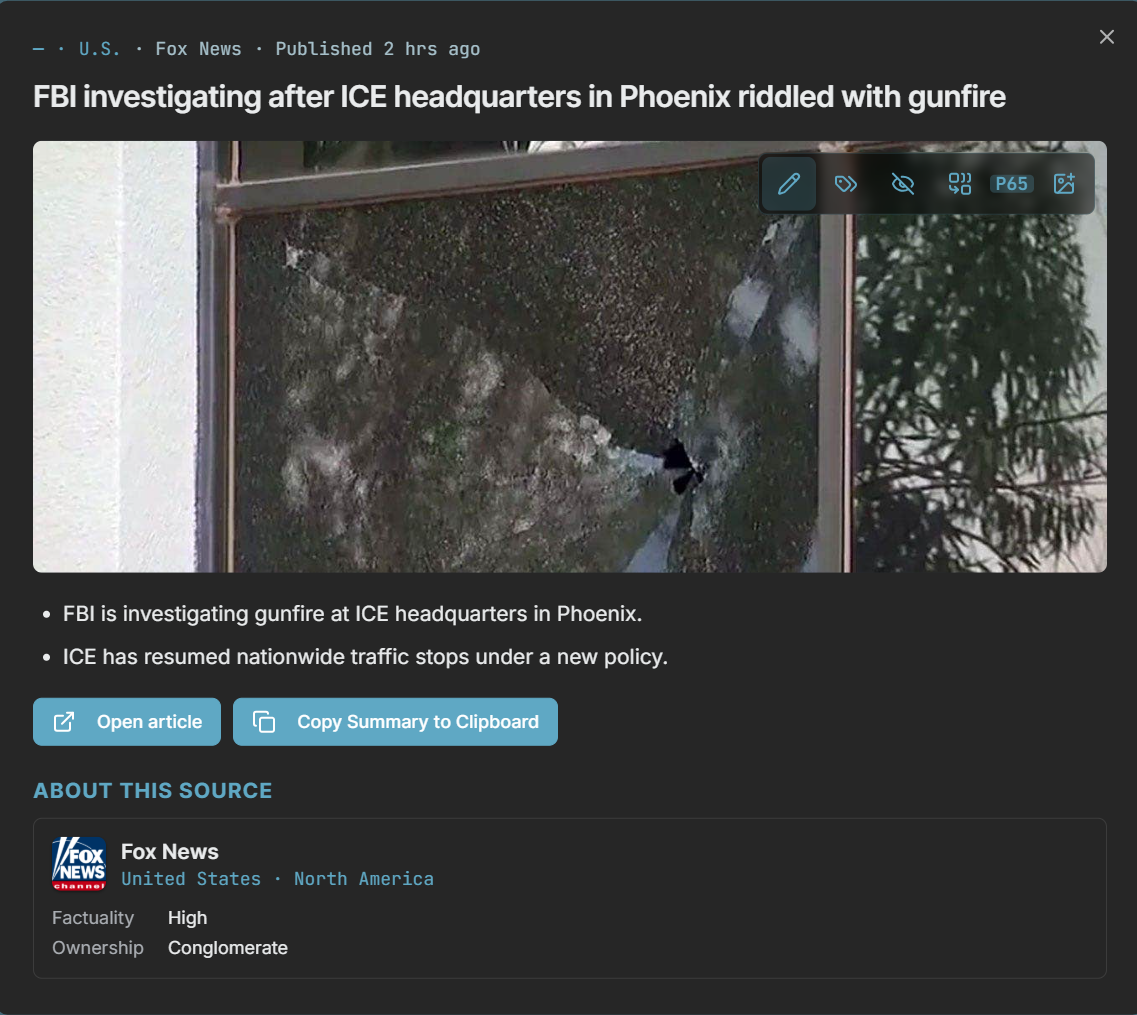 — · U.S. · Fox News · Published 2 hrs ago
FBI investigating after ICE headquarters in Phoenix riddled with gunfire
P65
• FBI is investigating gunfire at ICE headquarters in Phoenix.
• ICE has resumed nationwide traffic stops under a new policy.
Open article
Copy Summary to Clipboard
ABOUT THIS SOURCE
FOX
NEWS
channel
Fox News
United States · North America
Factuality High
Ownership Conglomerate